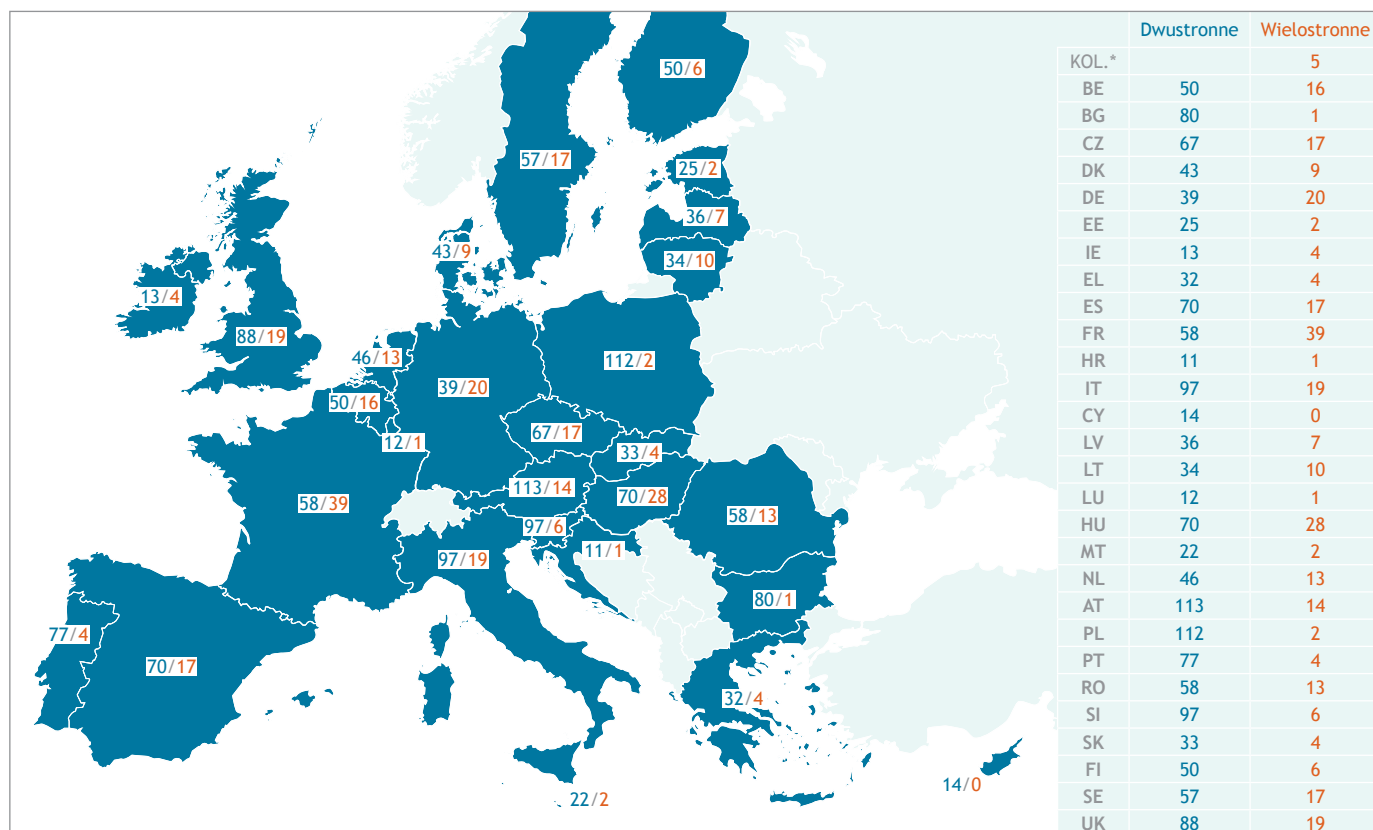 50/6
57/17
25/2
36/7
43/9
34/10
13/4
88/19
46/13
112/2
39/20
50/16
12/1
67/17
33/4
113/14
70/28
58/39
58/13
97/6
11/1
97/19
80/1
77/4
70/17
32/4
14/0
22/2
Dwustronne Wielostronne
KOL.* 5
BE 50 16
BG 80 1
CZ 67 17
DK 43 9
DE 39 20
EE 25 2
IE 13 4
EL 32 4
ES 70 17
FR 58 39
HR 11 1
IT 97 19
CY 14 0
LV 36 7
LT 34 10
LU 12 1
HU 70 28
MT 22 2
NL 46 13
AT 113 14
PL 112 2
PT 77 4
RO 58 13
SI 97 6
SK 33 4
FI 50 6
SE 57 17
UK 88 19